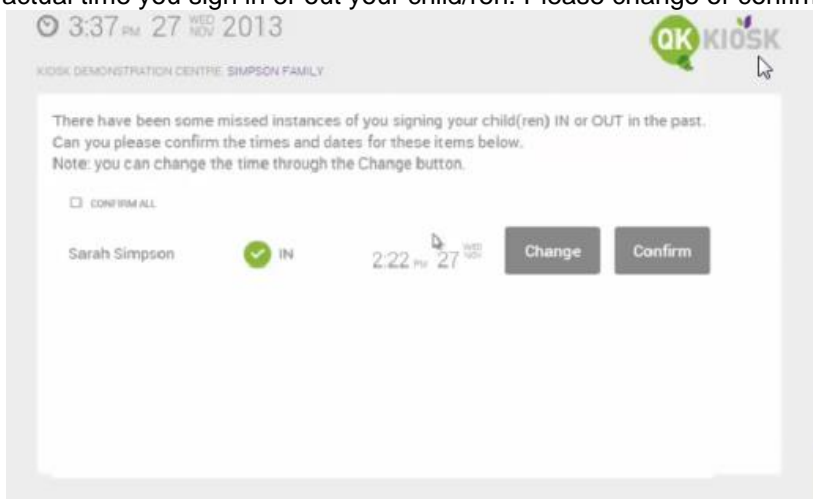 actual time you sign in or out your child/ren. Please change or confirm
3:37 PM 27 WED NOV 2013
QK KIOSK
KIOSK DEMONSTRATION CENTRE SIMPSON FAMILY
There have been some missed instances of you signing your child(ren) IN or OUT in the past.
Can you please confirm the times and dates for these items below.
Note: you can change the time through the Change button.
CONFIRM ALL
Sarah Simpson IN 2:22 PM 27 WED NOV Change Confirm